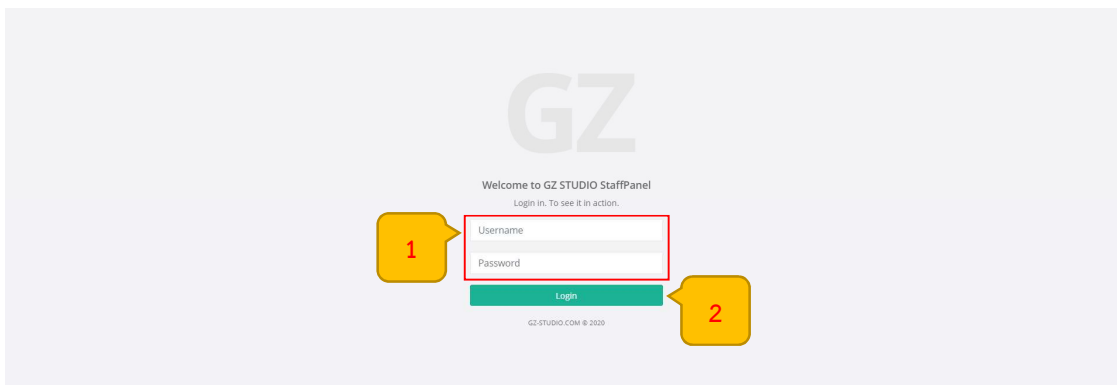 GZ
Welcome to GZ STUDIO StaffPanel
Login in. To see it in action.
1
Username
Password
Login
2
GZ-STUDIO.COM © 2020